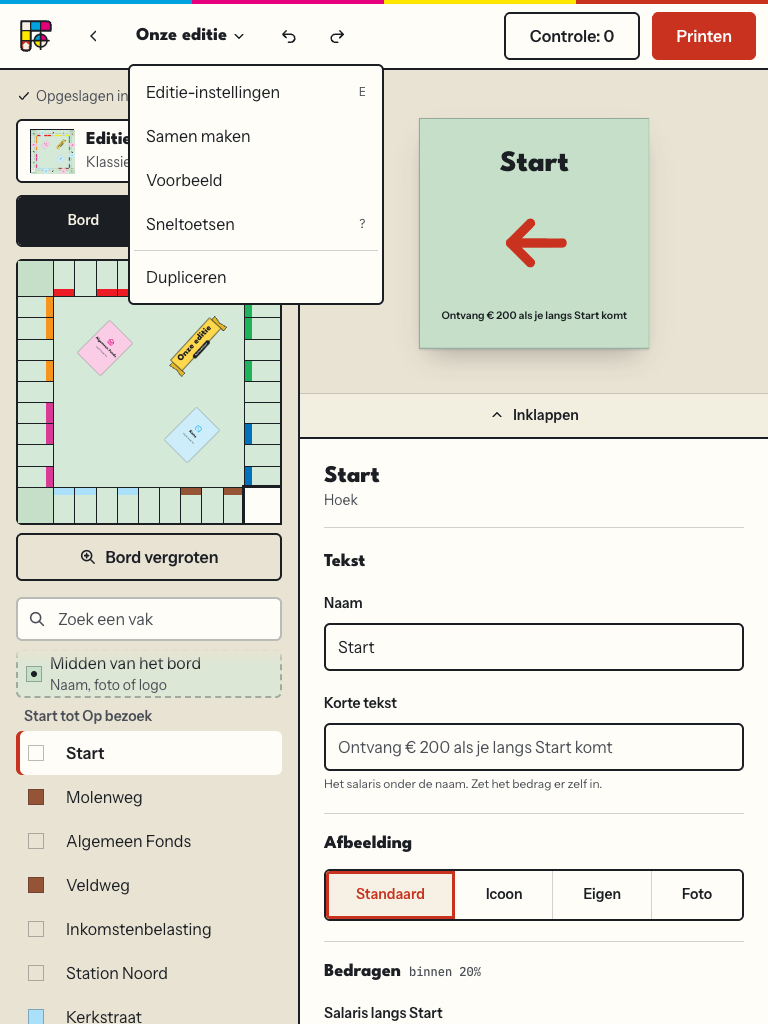 Onze editie
Controle: 0
Printen
Editie-instellingen E
Samen maken
Voorbeeld
Sneltoetsen ?
Dupliceren
Opgeslagen in
Editie
Klassie
Bord
Onze editie
Bord vergroten
Zoek een vak
Midden van het bord
Naam, foto of logo
Start tot Op bezoek
Start
Molenweg
Algemeen Fonds
Veldweg
Inkomstenbelasting
Station Noord
Kerkstraat
Start
Ontvang € 200 als je langs Start komt
Inklappen
Start
Hoek
Tekst
Naam
Start
Korte tekst
Ontvang € 200 als je langs Start komt
Het salaris onder de naam. Zet het bedrag er zelf in.
Afbeelding
Standaard Icoon Eigen Foto
Bedragen binnen 20%
Salaris langs Start